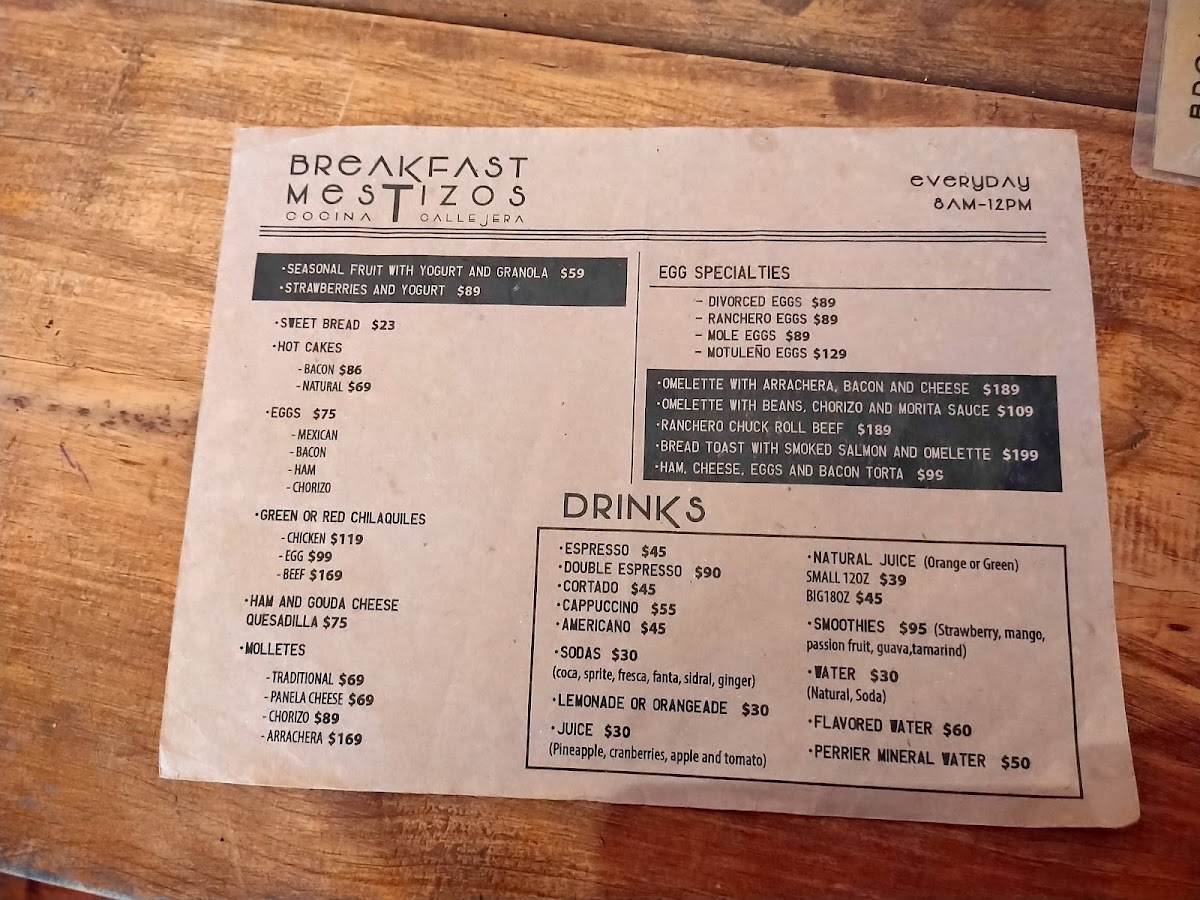 BREAKFAST
MESTIZOS
COCINA CALLEJERA
EVERYDAY
8AM-12PM
·SEASONAL FRUIT WITH YOGURT AND GRANOLA $59
·STRAWBERRIES AND YOGURT $89
·SWEET BREAD $23
·HOT CAKES
-BACON $86
-NATURAL $69
·EGGS $75
-MEXICAN
-BACON
-HAM
-CHORIZO
·GREEN OR RED CHILAQUILES
-CHICKEN $119
-EGG $99
-BEEF $169
·HAM AND GOUDA CHEESE
QUESADILLA $75
·MOLLETES
-TRADITIONAL $69
-PANELA CHEESE $69
-CHORIZO $89
-ARRACHERA $169
EGG SPECIALTIES
- DIVORCED EGGS $89
- RANCHERO EGGS $89
- MOLE EGGS $89
- MOTULEÑO EGGS $129
·OMELETTE WITH ARRACHERA, BACON AND CHEESE $189
·OMELETTE WITH BEANS, CHORIZO AND MORITA SAUCE $109
·RANCHERO CHUCK ROLL BEEF $189
·BREAD TOAST WITH SMOKED SALMON AND OMELETTE $199
·HAM, CHEESE, EGGS AND BACON TORTA $99
DRINKS
·ESPRESSO $45
·DOUBLE ESPRESSO $90
·CORTADO $45
·CAPPUCCINO $55
·AMERICANO $45
·SODAS $30
(coca, sprite, fresca, fanta, sidral, ginger)
·LEMONADE OR ORANGEADE $30
·JUICE $30
(Pineapple, cranberries, apple and tomato)
·NATURAL JUICE (Orange or Green)
SMALL 12OZ $39
BIG18OZ $45
·SMOOTHIES $95 (Strawberry, mango,
passion fruit, guava,tamarind)
·WATER $30
(Natural, Soda)
·FLAVORED WATER $60
·PERRIER MINERAL WATER $50